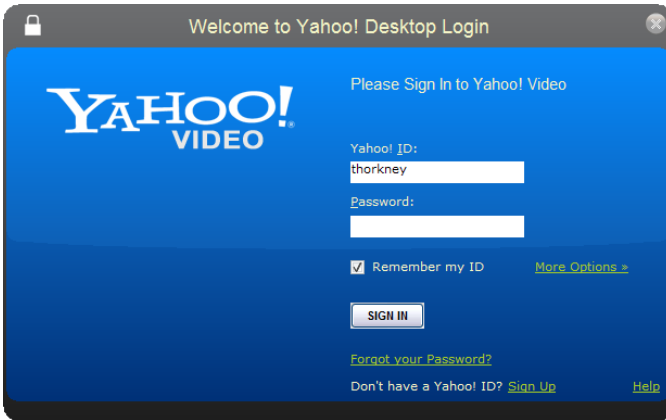 Welcome to Yahoo! Desktop Login
YAHOO!®
VIDEO
Please Sign In to Yahoo! Video
Yahoo! ID:
thorkney
Password:
Remember my ID More Options »
SIGN IN
Forgot your Password?
Don't have a Yahoo! ID? Sign Up Help